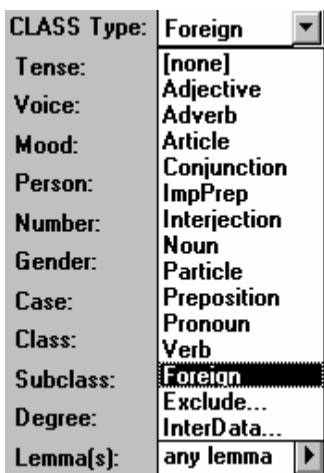 CLASS Type: Foreign
[none]
Tense:
Adjective
Voice:
Adverb
Mood:
Article
Conjunction
Person:
ImpPrep
Number:
Interjection
Noun
Gender:
Particle
Case:
Preposition
Pronoun
Class:
Verb
Subclass:
Foreign
Degree:
Exclude...
InterData...
Lemma(s): any lemma